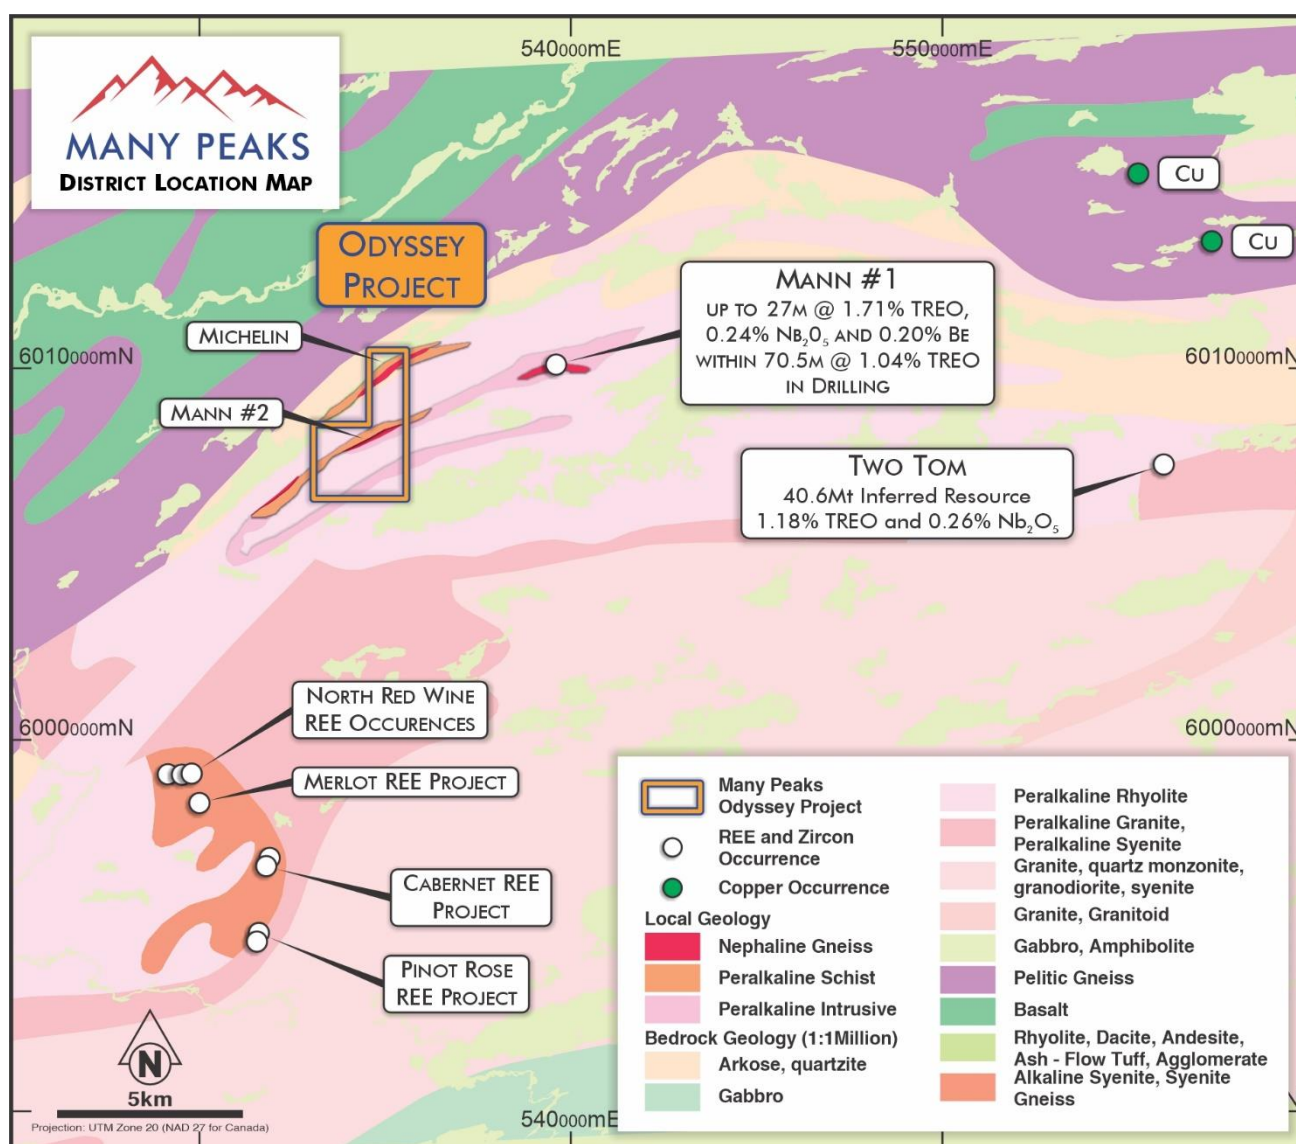 540000mE
550000mE
MANY PEAKS
DISTRICT LOCATION MAP
Cu
Cu
ODYSSEY
PROJECT
MANN #1
UP TO 27M @ 1.71% TREO,
0.24% Nb₂O₅ AND 0.20% Be
WITHIN 70.5M @ 1.04% TREO
IN DRILLING
MICHELIN
6010000mN
6010000mN
MANN #2
TWO TOM
40.6Mt Inferred Resource
1.18% TREO and 0.26% Nb₂O₅
NORTH RED WINE
REE OCCURENCES
6000000mN
6000000mN
MERLOT REE PROJECT
CABERNET REE
PROJECT
PINOT ROSE
REE PROJECT
Many Peaks
Odyssey Project
REE and Zircon
Occurrence
Copper Occurrence
Local Geology
Nephaline Gneiss
Peralkaline Schist
Peralkaline Intrusive
Bedrock Geology (1:1Million)
Arkose, quartzite
Gabbro
Peralkaline Rhyolite
Peralkaline Granite,
Peralkaline Syenite
Granite, quartz monzonite,
granodiorite, syenite
Granite, Granitoid
Gabbro, Amphibolite
Pelitic Gneiss
Basalt
Rhyolite, Dacite, Andesite,
Ash - Flow Tuff, Agglomerate
Alkaline Syenite, Syenite
Gneiss
N
5km
Projection: UTM Zone 20 (NAD 27 for Canada)
540000mE